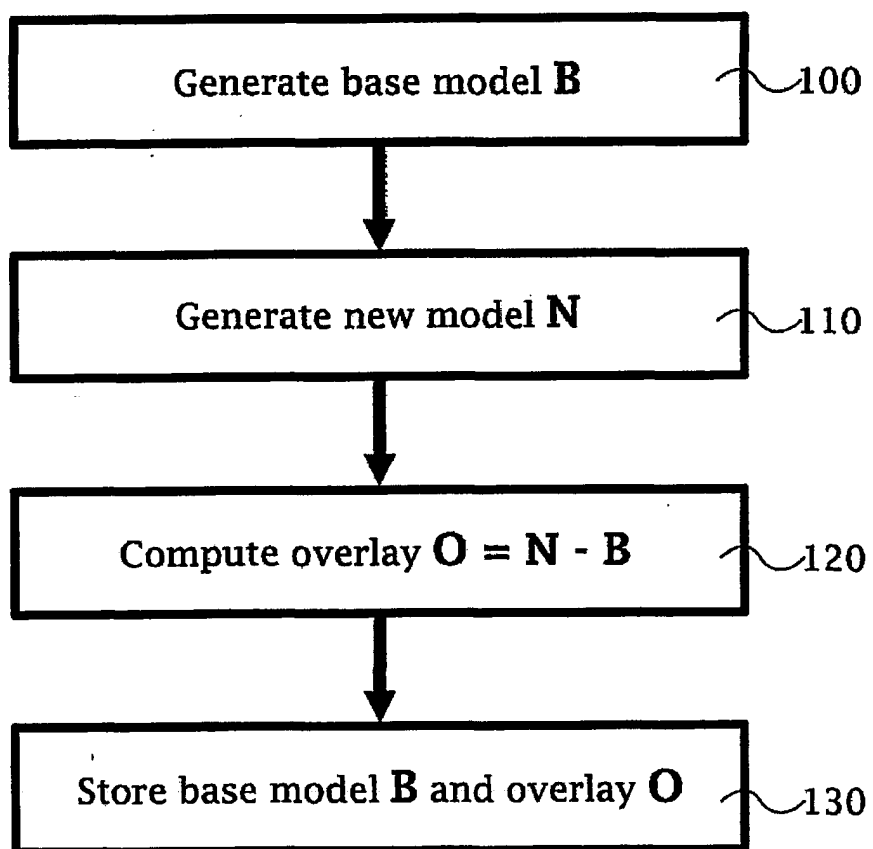 Generate base model B
100
Generate new model N
110
Compute overlay O = N - B
120
Store base model B and overlay O
130